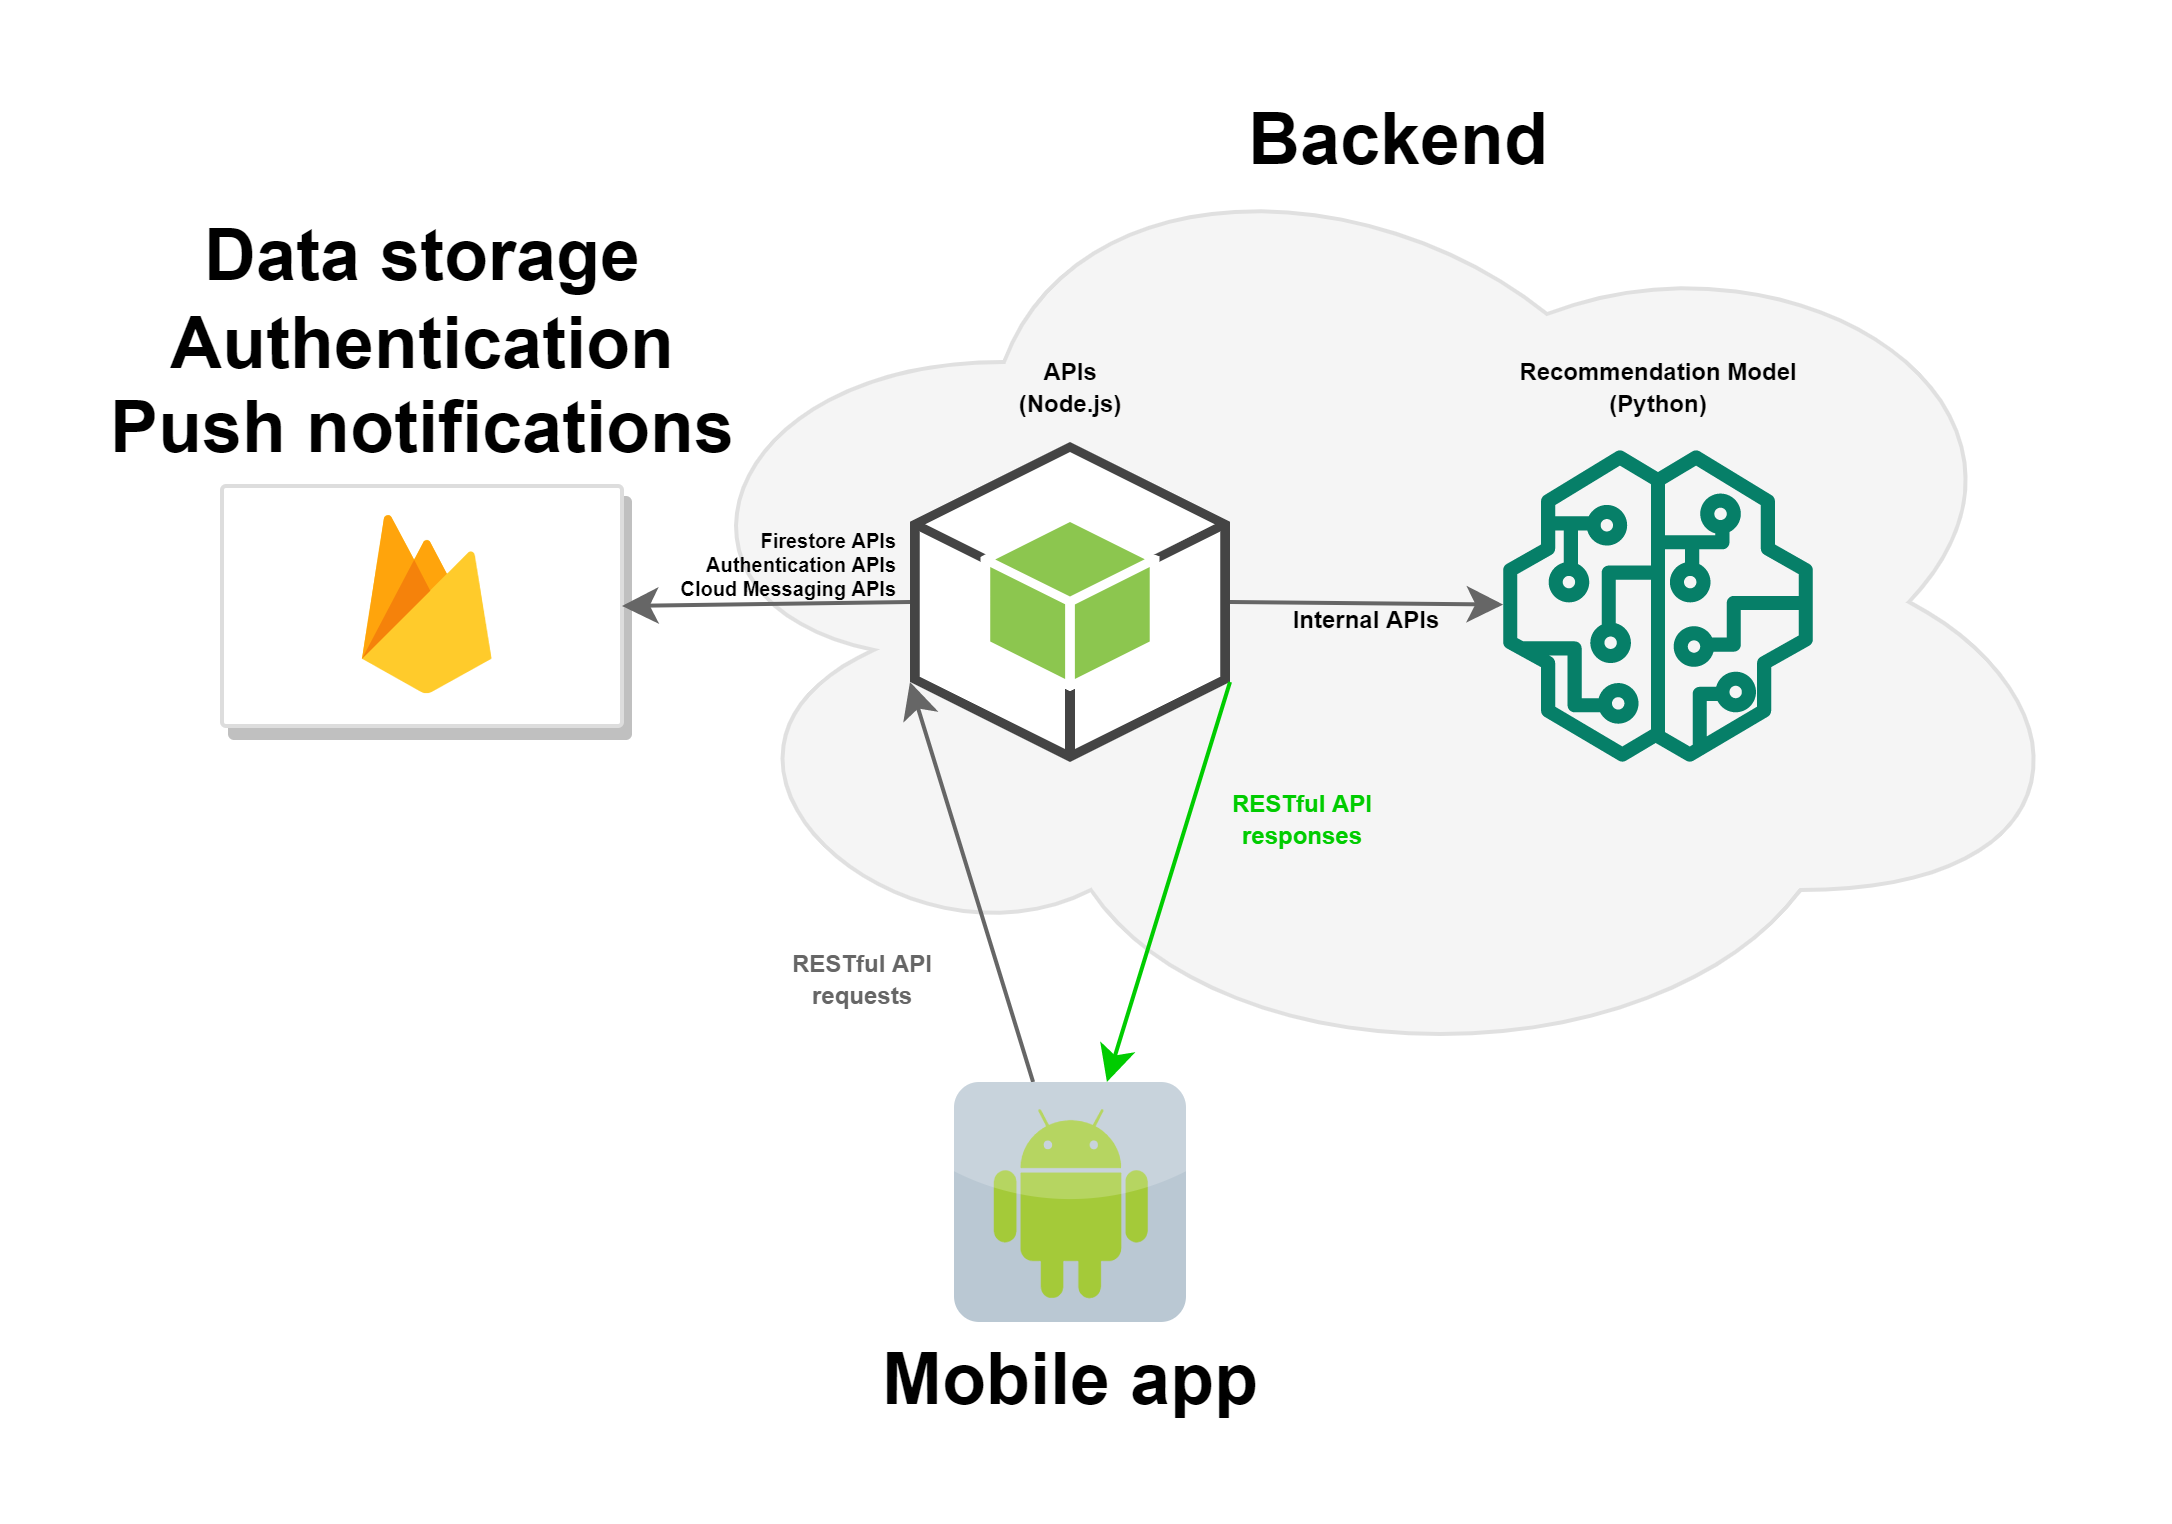 Backend
Data storage
Authentication
Push notifications
APIs
(Node.js)
Recommendation Model
(Python)
Firestore APIs
Authentication APIs
Cloud Messaging APIs
Internal APIs
RESTful API
responses
RESTful API
requests
Mobile app